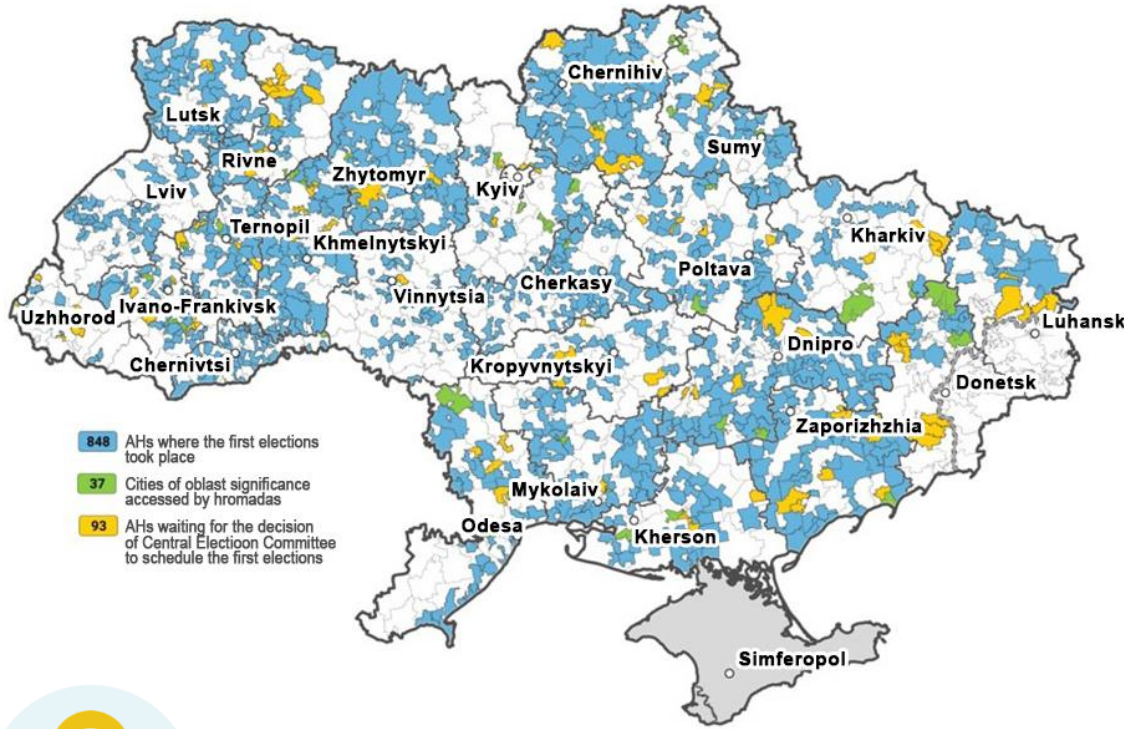 Chernihiv
Lutsk
Sumy
Rivne
Zhytomyr
Kyiv
Lviv
Ternopil
Kharkiv
Khmelnytskyi
Poltava
Cherkasy
Vinnytsia
Ivano-Frankivsk
Uzhhorod
Luhansk
Dnipro
Chernivtsi
Kropyvnytskyi
Donetsk
Zaporizhzhia
848 AHs where the first elections
took place
37 Cities of oblast significance
accessed by hromadas
Mykolaiv
93 AHs waiting for the decision
of Central Electioon Committee
to schedule the first elections
Odesa
Kherson
Simferopol